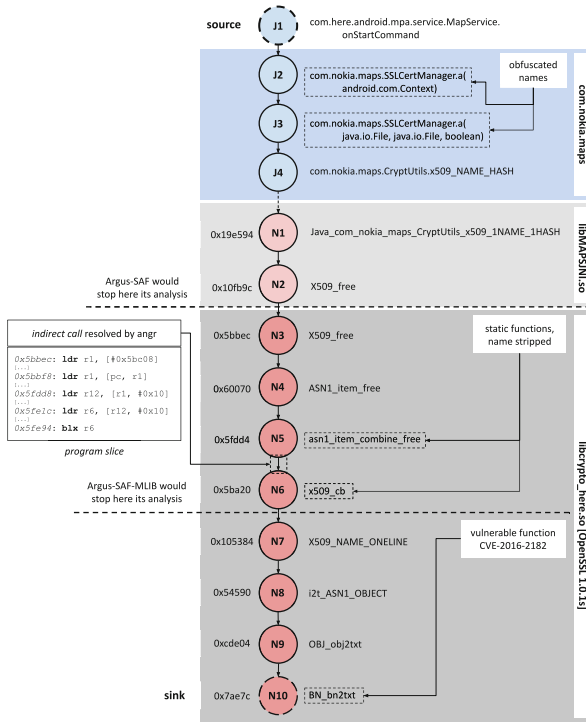 source
J1
com.here.android.mpa.service.MapService.
onStartCommand
J2
com.nokia.maps.SSLCertManager.a(
android.com.Context)
obfuscated
names
J3
com.nokia.maps.SSLCertManager.a(
java.io.File, java.io.File, boolean)
J4
com.nokia.maps.CryptUtils.x509_NAME_HASH
com.nokia.maps
0x19e594
N1
Java_com_nokia_maps_CryptUtils_x509_1NAME_1HASH
Argus-SAF would
stop here its analysis
0x10fb9c
N2
X509_free
libMAPSJNI.so
indirect call resolved by angr
0x5bbec: ldr r1, [#0x5bc08]
[...]
0x5bbf8: ldr r1, [pc, r1]
[...]
0x5fdd8: ldr r12, [r1, #0x10]
[...]
0x5fe1c: ldr r6, [r12, #0x10]
[...]
0x5fe94: blx r6
program slice
0x5bbec
N3
X509_free
static functions,
name stripped
0x60070
N4
ASN1_item_free
0x5fdd4
N5
asn1_item_combine_free
Argus-SAF-MLIB would
stop here its analysis
0x5ba20
N6
x509_cb
0x105384
N7
X509_NAME_ONELINE
vulnerable function
CVE-2016-2182
0x54590
N8
i2t_ASN1_OBJECT
0xcde04
N9
OBJ_obj2txt
sink
0x7ae7c
N10
BN_bn2txt
libcrypto_here.so [OpenSSL 1.0.1s]